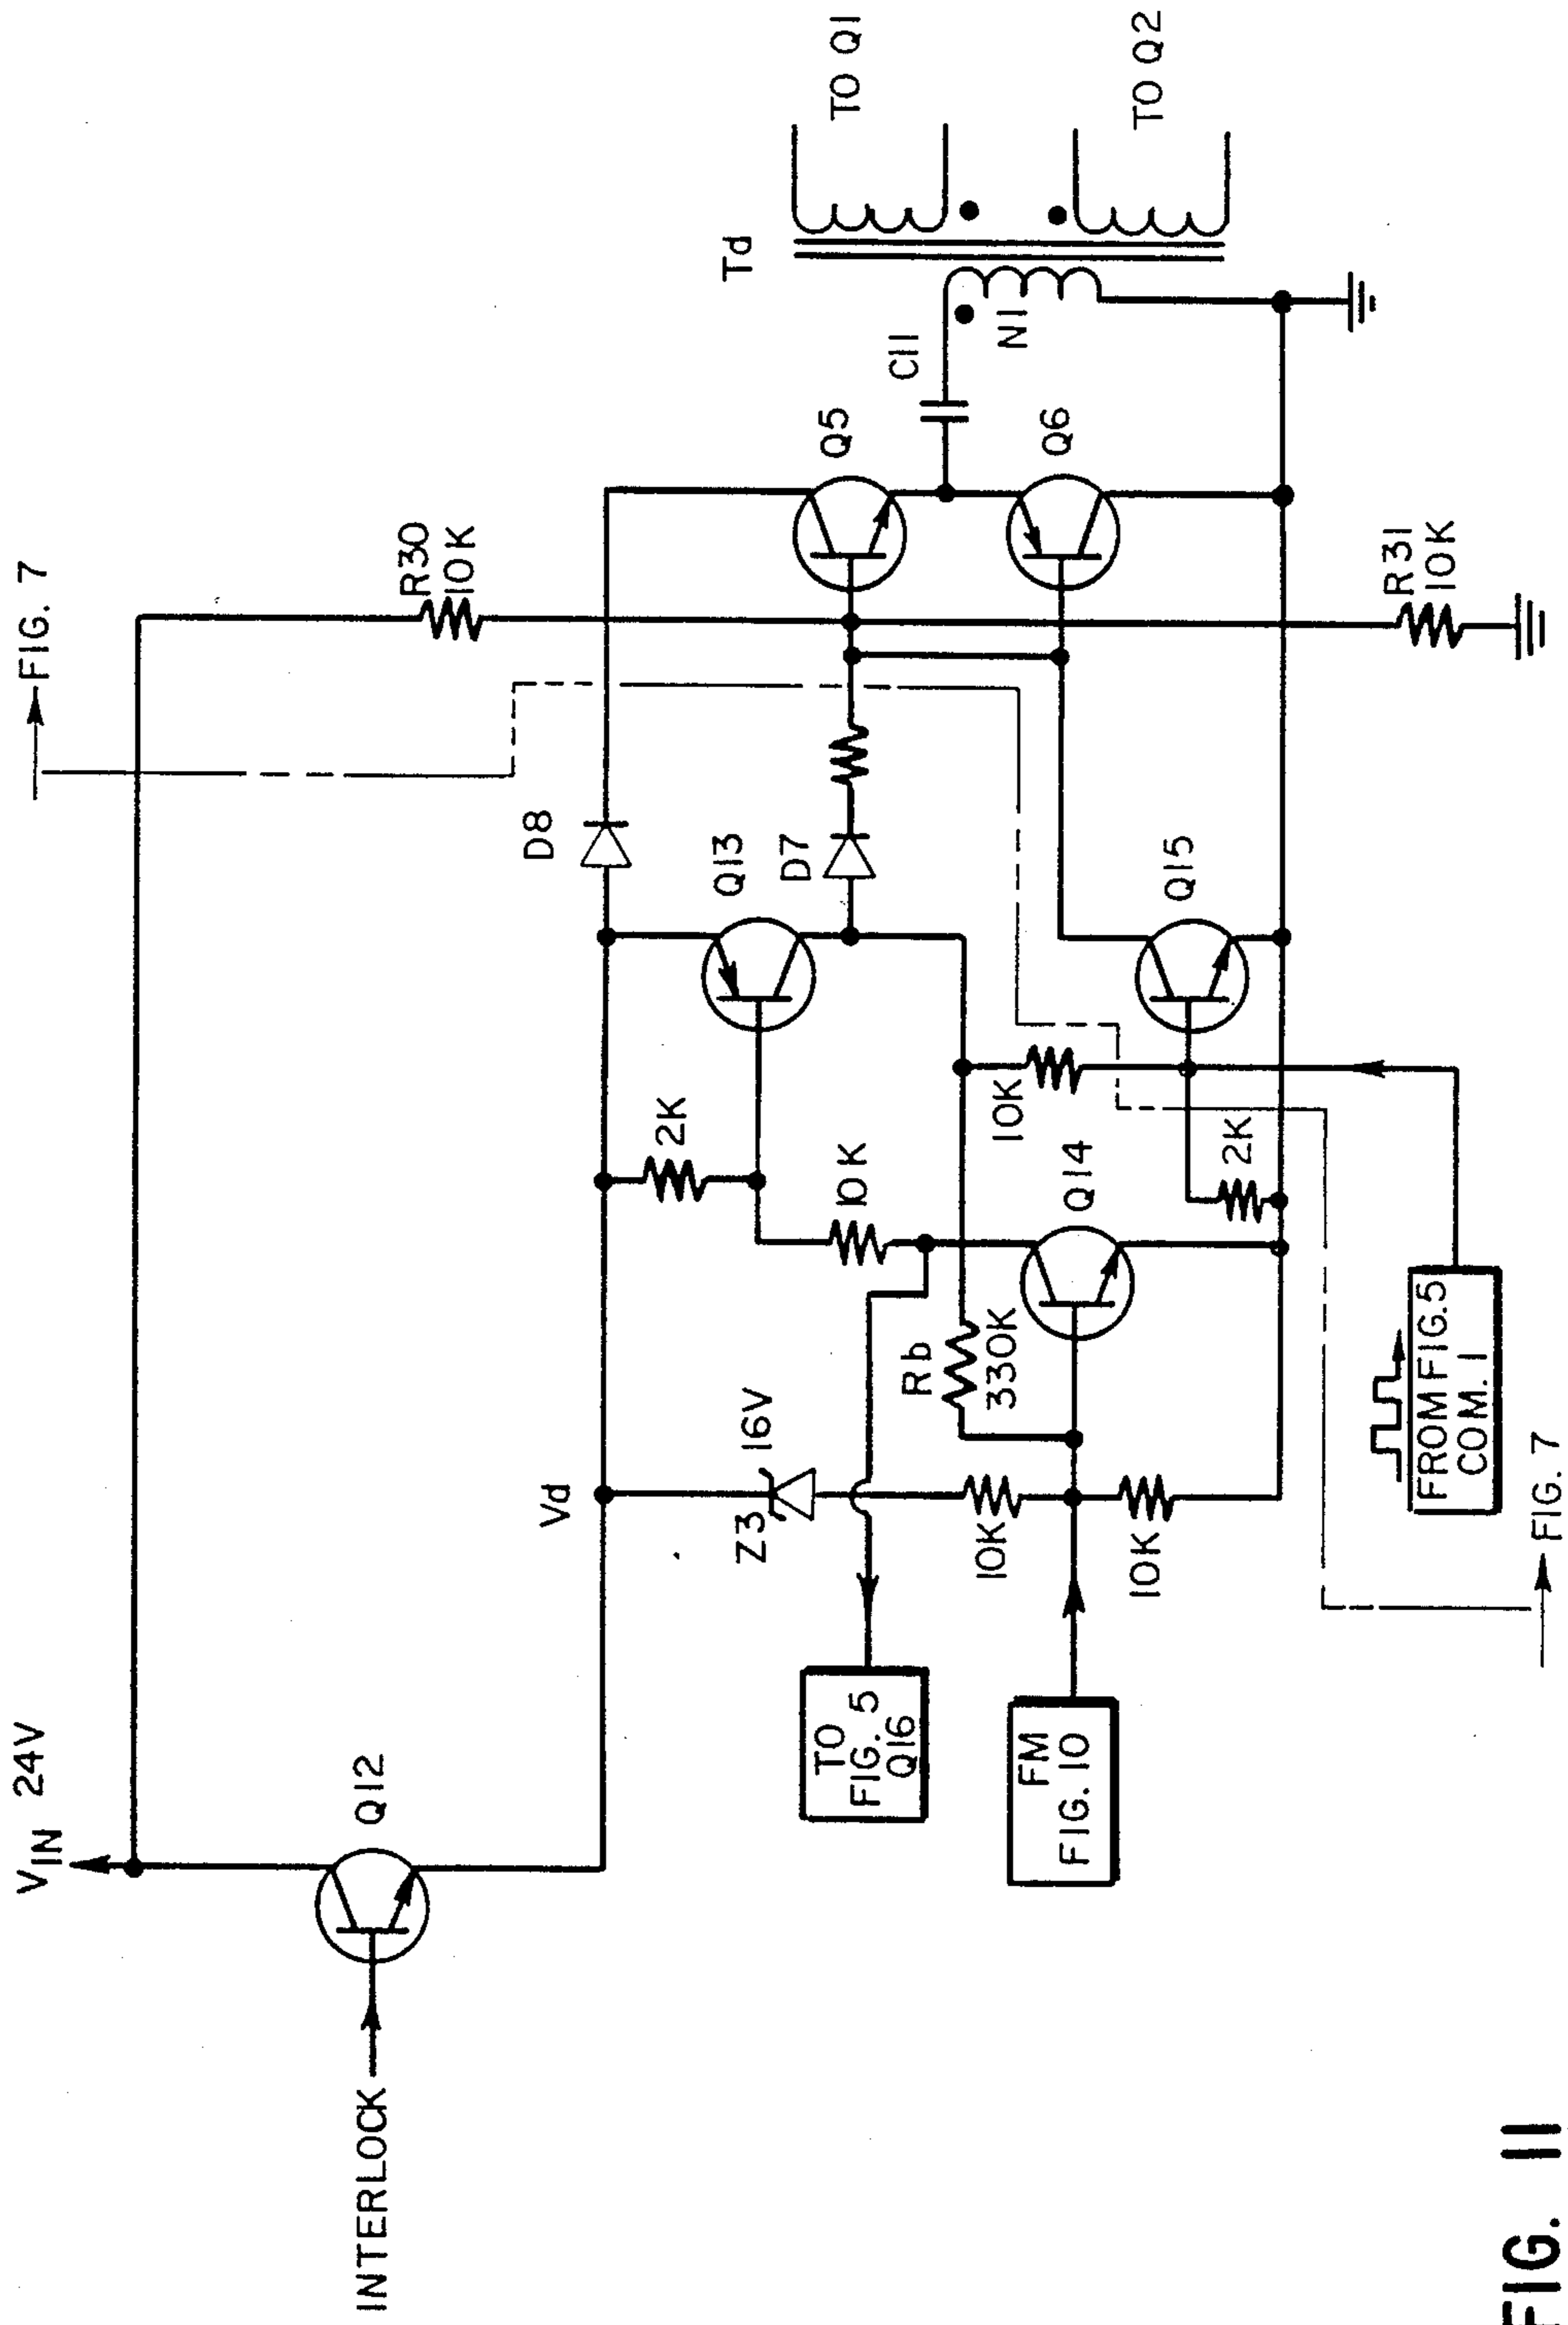 VIN 24V
FIG. 7
INTERLOCK
Q12
R30
10K
Vd
D8
Z3
16V
2K
Q13
Td
TO
FIG. 5
Q16
10K
D7
Q5
C11
TO Q1
Rb
330K
10K
10K
N1
FM
FIG. 10
Q14
Q6
10K
Q15
TO Q2
2K
R31
10K
FROM FIG. 5
COM. 1
FIG. 7
FIG. 11